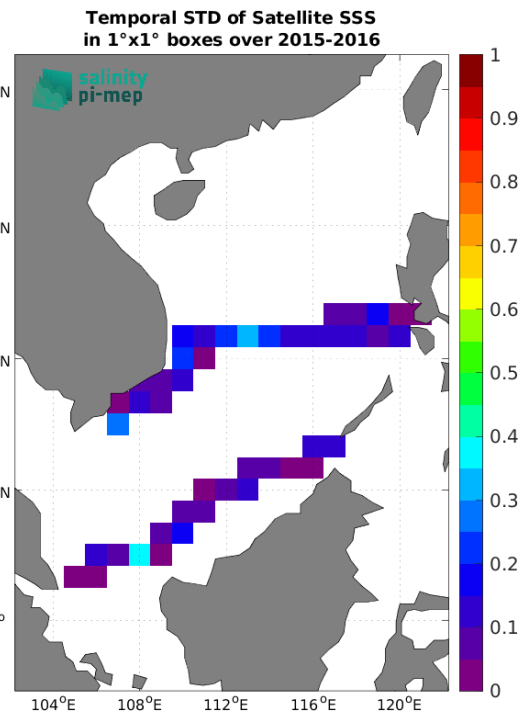 Temporal STD of Satellite SSS
in 1°x1° boxes over 2015-2016
salinity
pi-mep
N
N
N
N
°
104°E 108°E 112°E 116°E 120°E
1
0.9
0.8
0.7
0.6
0.5
0.4
0.3
0.2
0.1
0